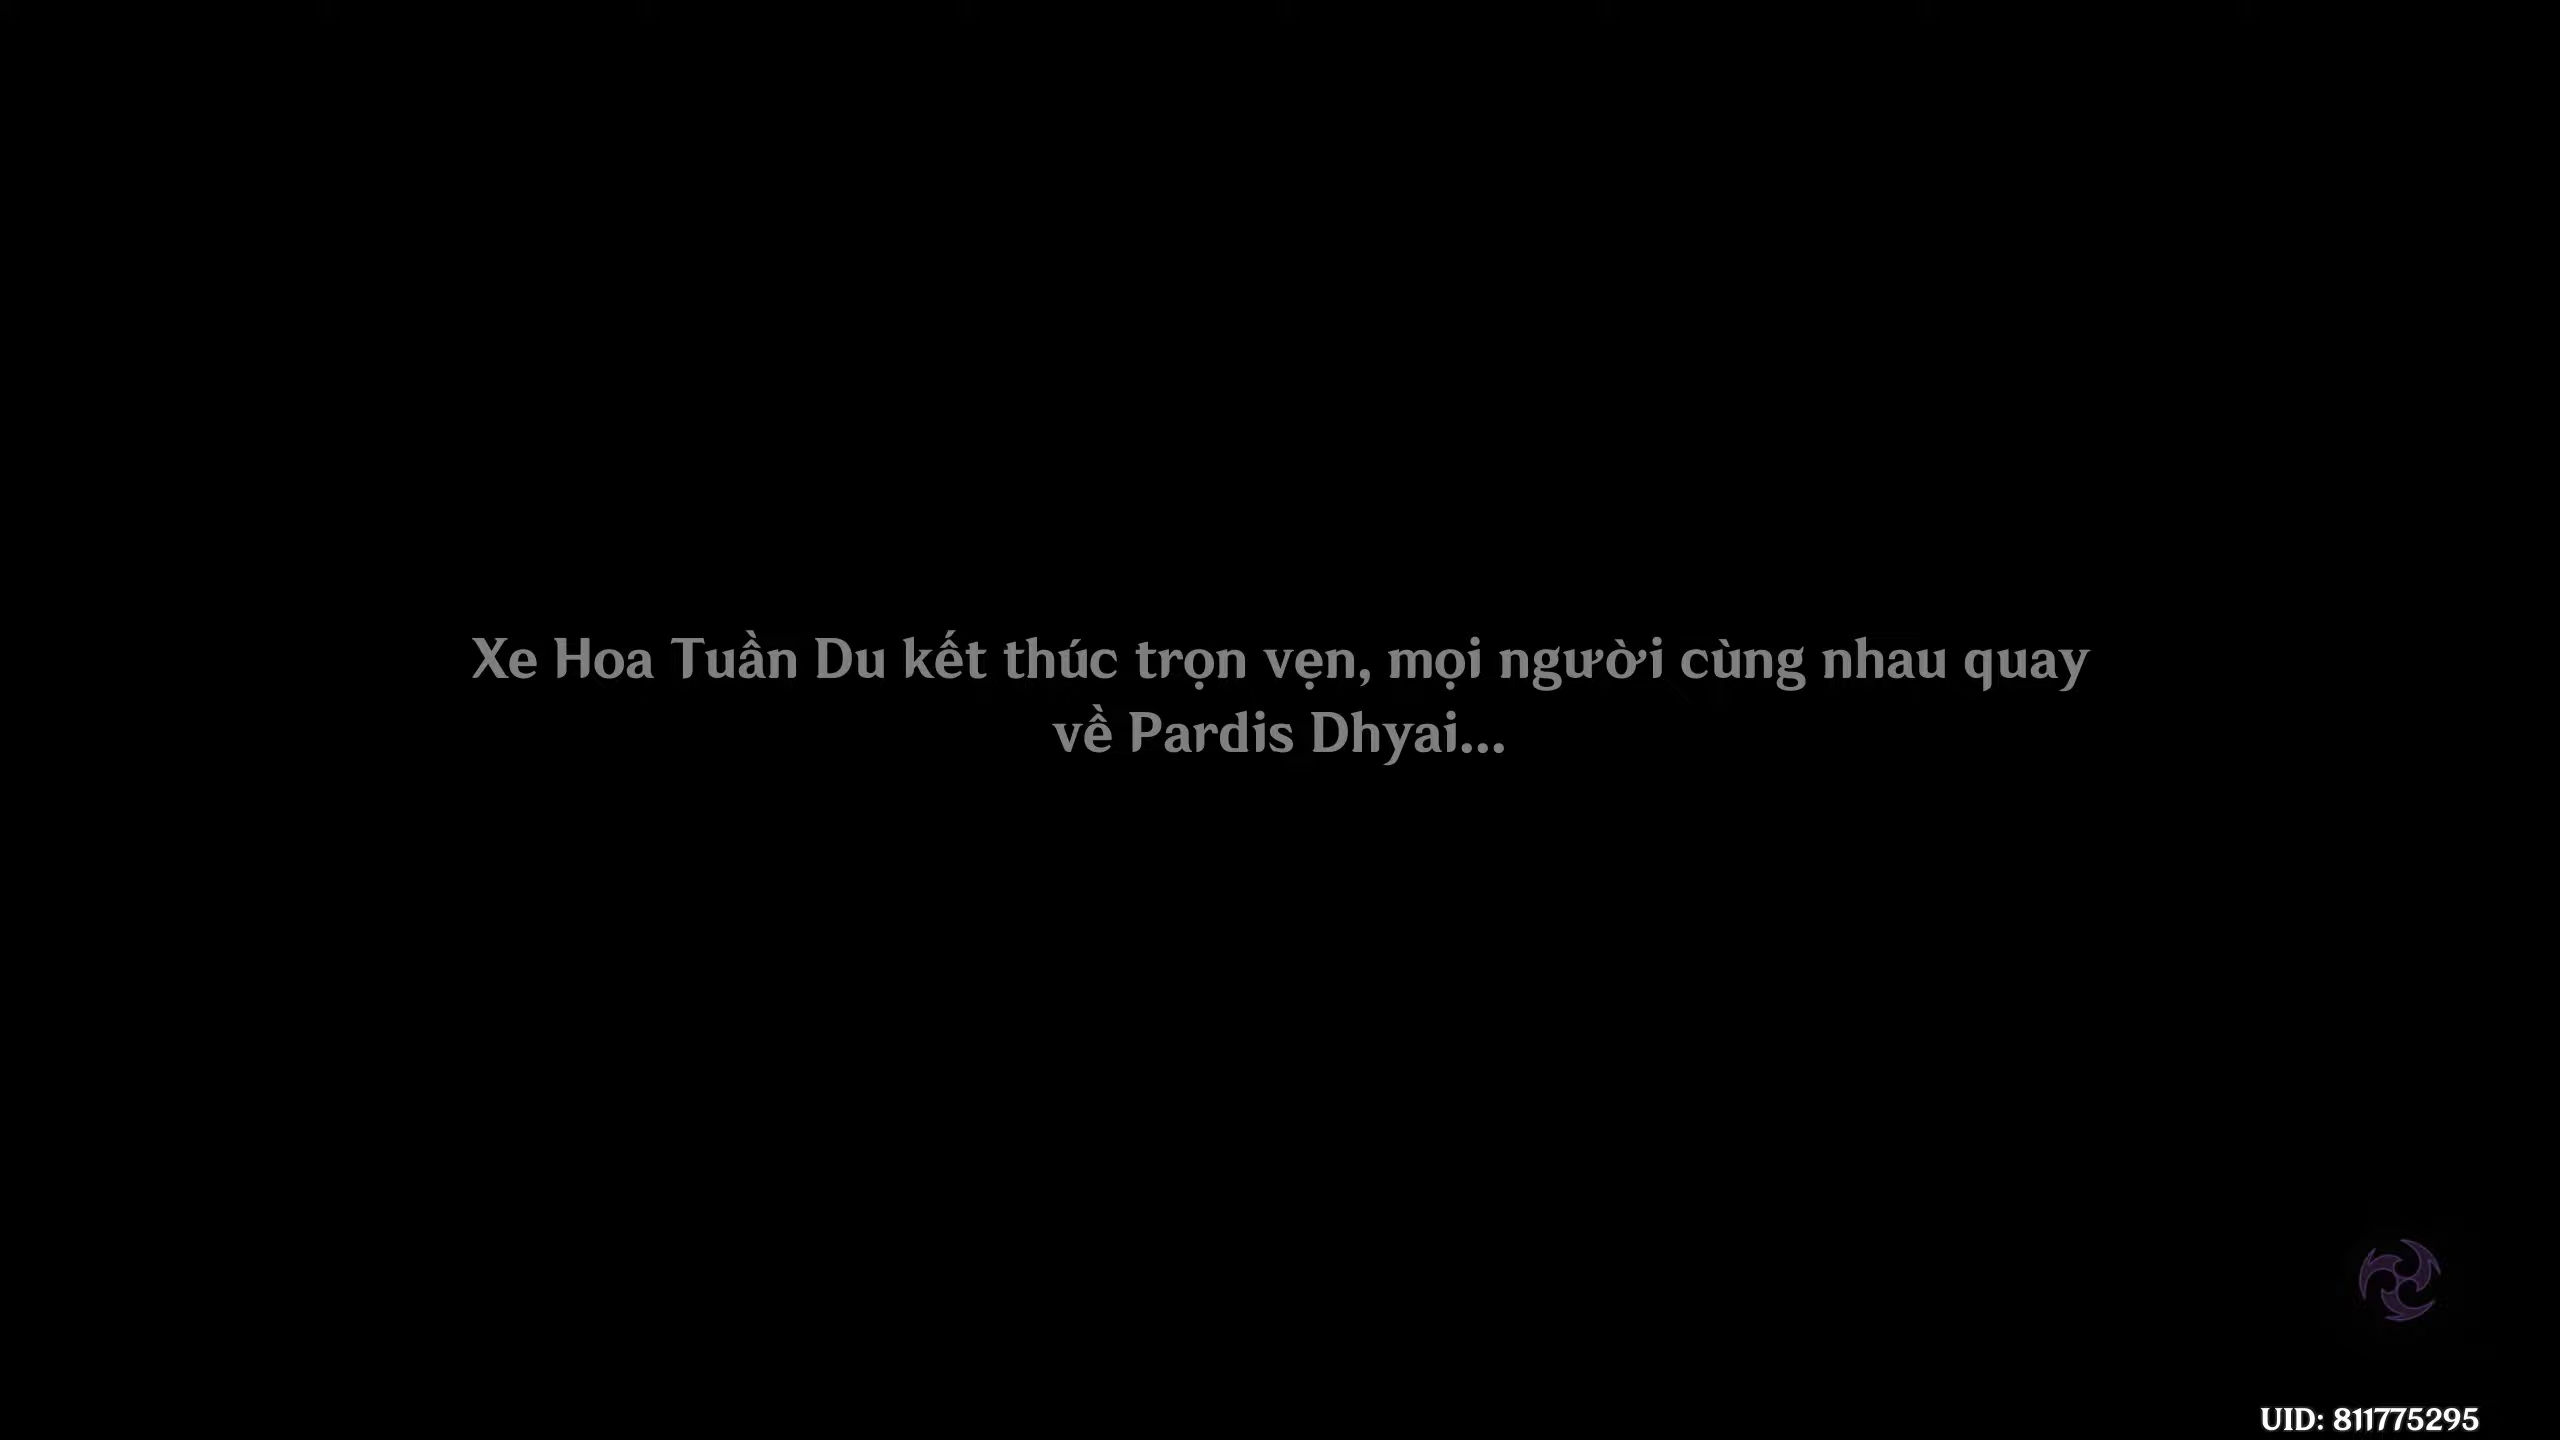 Xe Hoa Tuần Du kết thúc trọn vẹn, mọi người cùng nhau quay
về Pardis Dhyai...
UID: 811775295